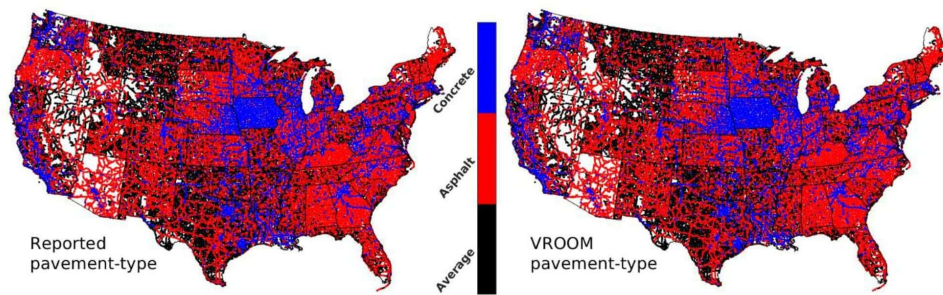 Reported
pavement-type
Concrete
Asphalt
Average
VROOM
pavement-type